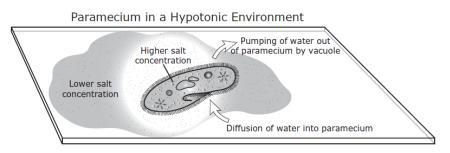 Paramecium in a Hypotonic Environment
Pumping of water out
of paramecium by vacuole
Higher salt
concentration
Lower salt
concentration
Diffusion of water into paramecium